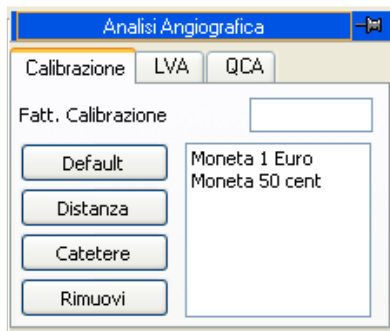 Analisi Angiografica
Calibrazione LVA QCA
Fatt. Calibrazione
Default
Moneta 1 Euro
Moneta 50 cent
Distanza
Catetere
Rimuovi